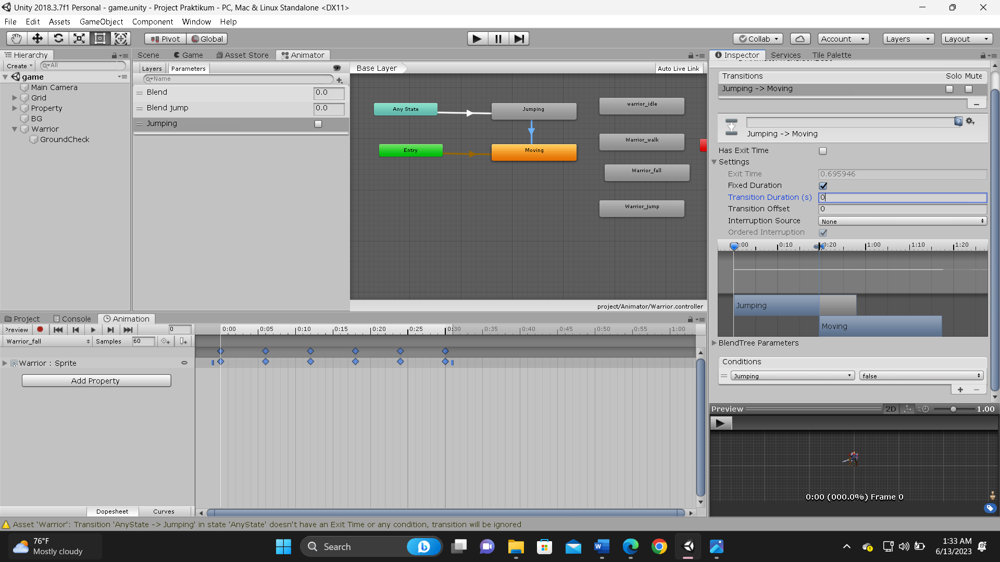 Unity 2018.3.7f1 Personal - game.unity - Project Praktikum - PC, Mac & Linux Standalone <DX11>
File Edit Assets GameObject Component Window Help
Pivot Global Collab Account Layers Layout
Hierarchy Scene Game Asset Store Animator Inspector Services Tile Palette
Create All Layers Parameters Base Layer Auto Live Link
game
Main Camera
Grid
Property
BG
Warrior
GroundCheck
Name
Blend 0.0
Blend jump 0.0
Jumping
Any State
Jumping
warrior_idle
Entry
Moving
Warrior_walk
Warrior_fall
Warrior_jump
project/Animator/Warrior.controller
Transitions Solo Mute
Jumping -> Moving
Jumping -> Moving
Has Exit Time
Settings
Exit Time 0.695946
Fixed Duration
Transition Duration (s) 0
Transition Offset 0
Interruption Source None
Ordered Interruption
:00 0:10 0:20 1:00 1:10 1:20
Jumping
Moving
BlendTree Parameters
Conditions
Jumping false
Preview 2D 1.00
0:00 (000.0%) Frame 0
Project Console Animation
Preview 0 0:00 0:05 0:10 0:15 0:20 0:25 0:30 0:35 0:40 0:45 0:50 0:55 1:00
Warrior_fall Samples 60
Warrior : Sprite
Add Property
Dopesheet Curves
Asset 'Warrior': Transition 'AnyState -> Jumping' in state 'AnyState' doesn't have an Exit Time or any condition, transition will be ignored
76°F
Mostly cloudy
Search
1:33 AM
6/13/2023